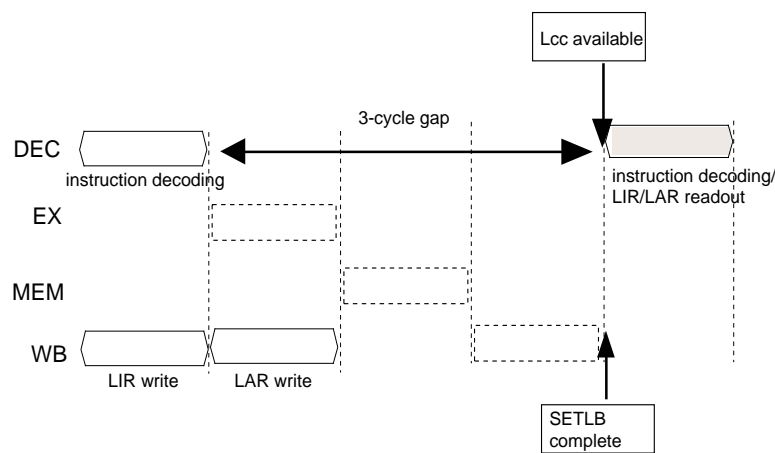 Lcc available
3-cycle gap
DEC
instruction decoding
instruction decoding/
LIR/LAR readout
EX
MEM
WB
LIR write
LAR write
SETLB
complete